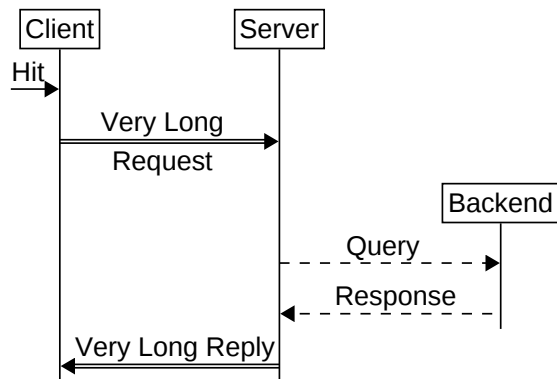 Client
Server
Hit
Very Long
Request
Backend
Query
Response
Very Long Reply